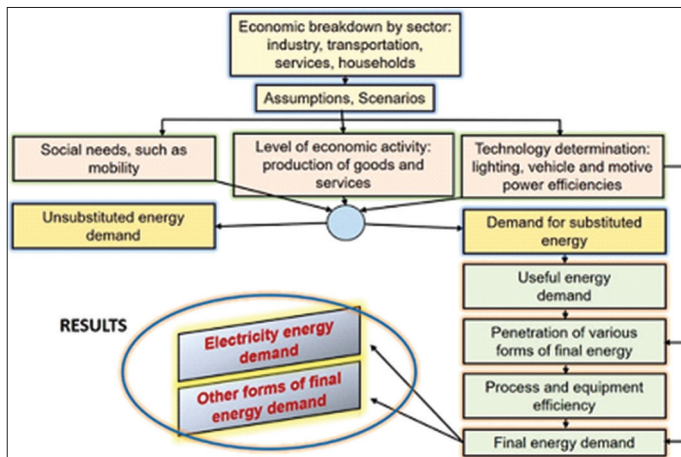 Economic breakdown by sector:
industry, transportation,
services, households
Assumptions, Scenarios
Social needs, such as
mobility
Level of economic activity:
production of goods and
services
Technology determination:
lighting, vehicle and motive
power efficiencies
Unsubstituted energy
demand
Demand for substituted
energy
Useful energy
demand
Penetration of various
forms of final energy
Process and equipment
efficiency
Final energy demand
RESULTS
Electricity energy
demand
Other forms of final
energy demand